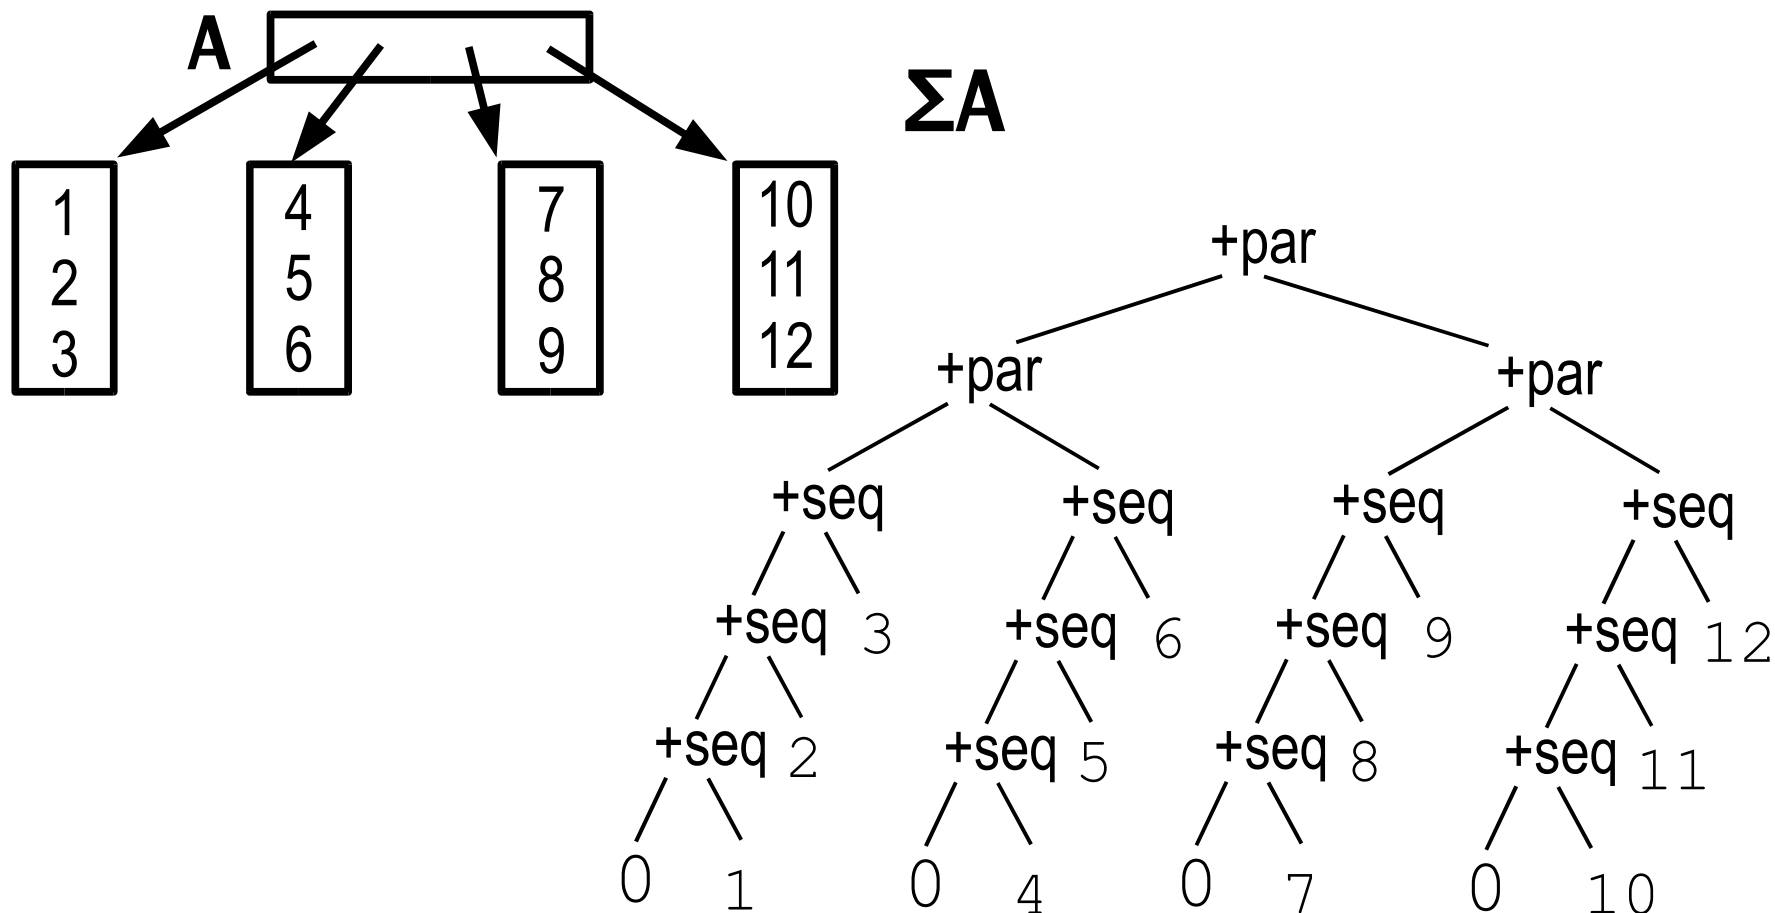 A
ΣA
1
2
3
4
5
6
7
8
9
10
11
12
+par
+par +par
+seq +seq +seq +seq
+seq 3 +seq 6 +seq 9 +seq 12
+seq 2 +seq 5 +seq 8 +seq 11
0 1 0 4 0 7 0 10